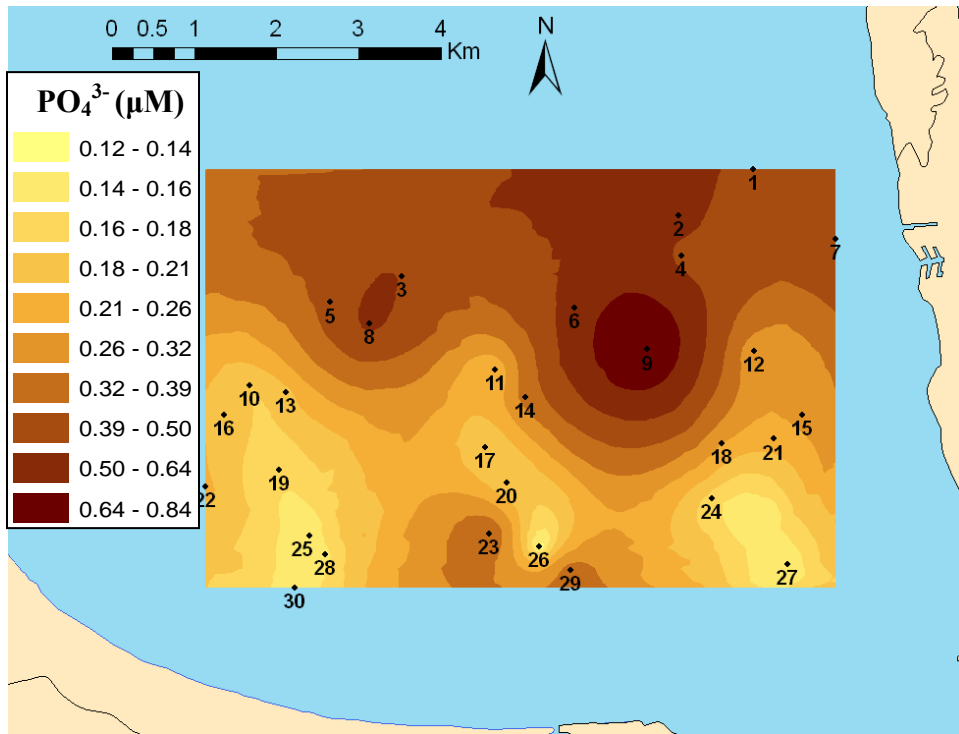 0 0.5 1 2 3 4
Km
N
PO₄³⁻ (µM)
0.12 - 0.14
0.14 - 0.16
0.16 - 0.18
0.18 - 0.21
0.21 - 0.26
0.26 - 0.32
0.32 - 0.39
0.39 - 0.50
0.50 - 0.64
0.64 - 0.84
1
2
7
4
3
5
6
8
9
12
11
10
13
14
16
15
21
18
17
19
20
22
24
23
25
26
28
27
29
30